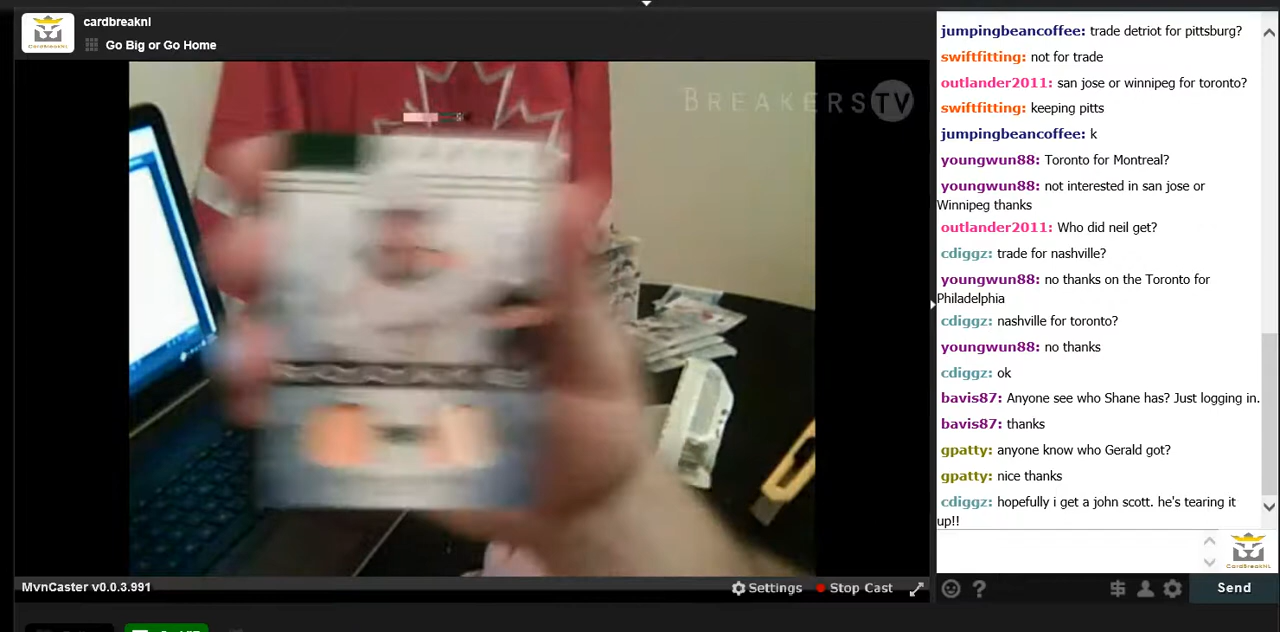 cardbreaknl
Go Big or Go Home
BREAKERSTV
jumpingbeancoffee: trade detriot for pittsburg?
swiftfitting: not for trade
outlander2011: san jose or winnipeg for toronto?
swiftfitting: keeping pitts
jumpingbeancoffee: k
youngwun88: Toronto for Montreal?
youngwun88: not interested in san jose or
Winnipeg thanks
outlander2011: Who did neil get?
cdiggz: trade for nashville?
youngwun88: no thanks on the Toronto for
Philadelphia
cdiggz: nashville for toronto?
youngwun88: no thanks
cdiggz: ok
bavis87: Anyone see who Shane has? Just logging in.
bavis87: thanks
gpatty: anyone know who Gerald got?
gpatty: nice thanks
cdiggz: hopefully i get a john scott. he's tearing it
up!!
CARDBREAKNL
MvnCaster v0.0.3.991
Settings
Stop Cast
?
Send